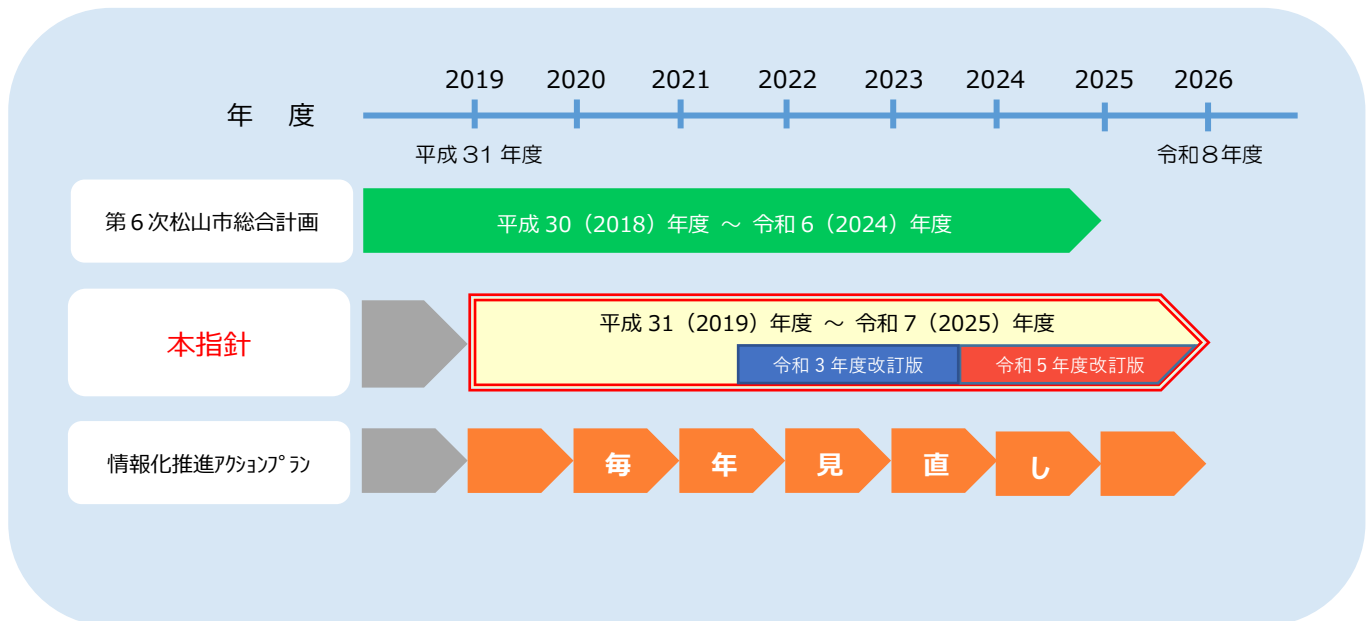 2019 2020 2021 2022 2023 2024 2025 2026
年 度
平成 31 年度 令和８年度
第６次松山市総合計画
平成 30（2018）年度 ～ 令和 6（2024）年度
本指針
平成 31（2019）年度 ～ 令和 7（2025）年度
令和 3 年度改訂版 令和 5 年度改訂版
情報化推進ｱｸｼｮﾝﾌﾟﾗﾝ
毎 年 見 直 し